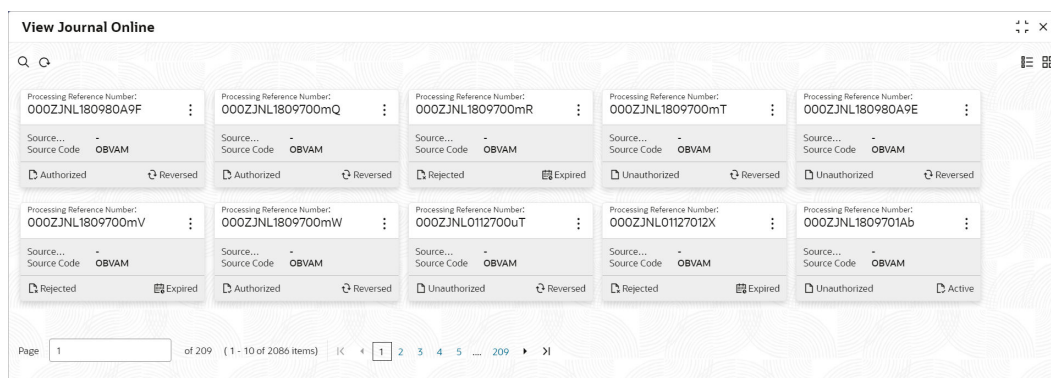 View Journal Online
Processing Reference Number: Processing Reference Number: Processing Reference Number: Processing Reference Number: Processing Reference Number:
000ZJNL180980A9F 000ZJNL1809700mQ 000ZJNL1809700mR 000ZJNL1809700mT 000ZJNL180980A9E
Source... - Source... - Source... - Source... - Source... -
Source Code OBVAM Source Code OBVAM Source Code OBVAM Source Code OBVAM Source Code OBVAM
Authorized Reversed Authorized Reversed Rejected Expired Unauthorized Reversed Unauthorized Reversed
Processing Reference Number: Processing Reference Number: Processing Reference Number: Processing Reference Number: Processing Reference Number:
000ZJNL1809700mV 000ZJNL1809700mW 000ZJNL0112700uT 000ZJNL01127012X 000ZJNL1809701Ab
Source... - Source... - Source... - Source... - Source... -
Source Code OBVAM Source Code OBVAM Source Code OBVAM Source Code OBVAM Source Code OBVAM
Rejected Expired Authorized Reversed Unauthorized Reversed Rejected Expired Unauthorized Active
Page 1 of 209 ( 1 - 10 of 2086 items) 1 2 3 4 5 .... 209